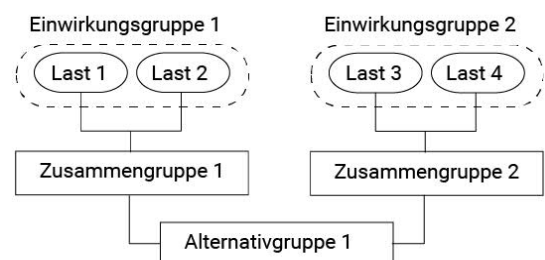 Einwirkungsgruppe 1 Einwirkungsgruppe 2
Last 1 Last 2 Last 3 Last 4
Zusammengruppe 1 Zusammengruppe 2
Alternativgruppe 1